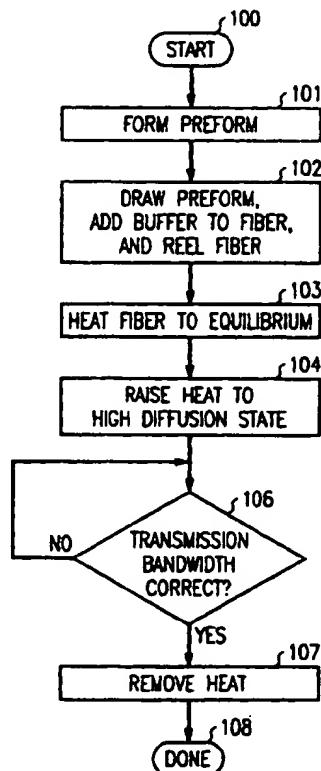 100
START
101
FORM PREFORM
102
DRAW PREFORM,
ADD BUFFER TO FIBER,
AND REEL FIBER
103
HEAT FIBER TO EQUILIBRIUM
104
RAISE HEAT TO
HIGH DIFFUSION STATE
106
TRANSMISSION
BANDWIDTH
CORRECT?
NO
YES
107
REMOVE HEAT
108
DONE